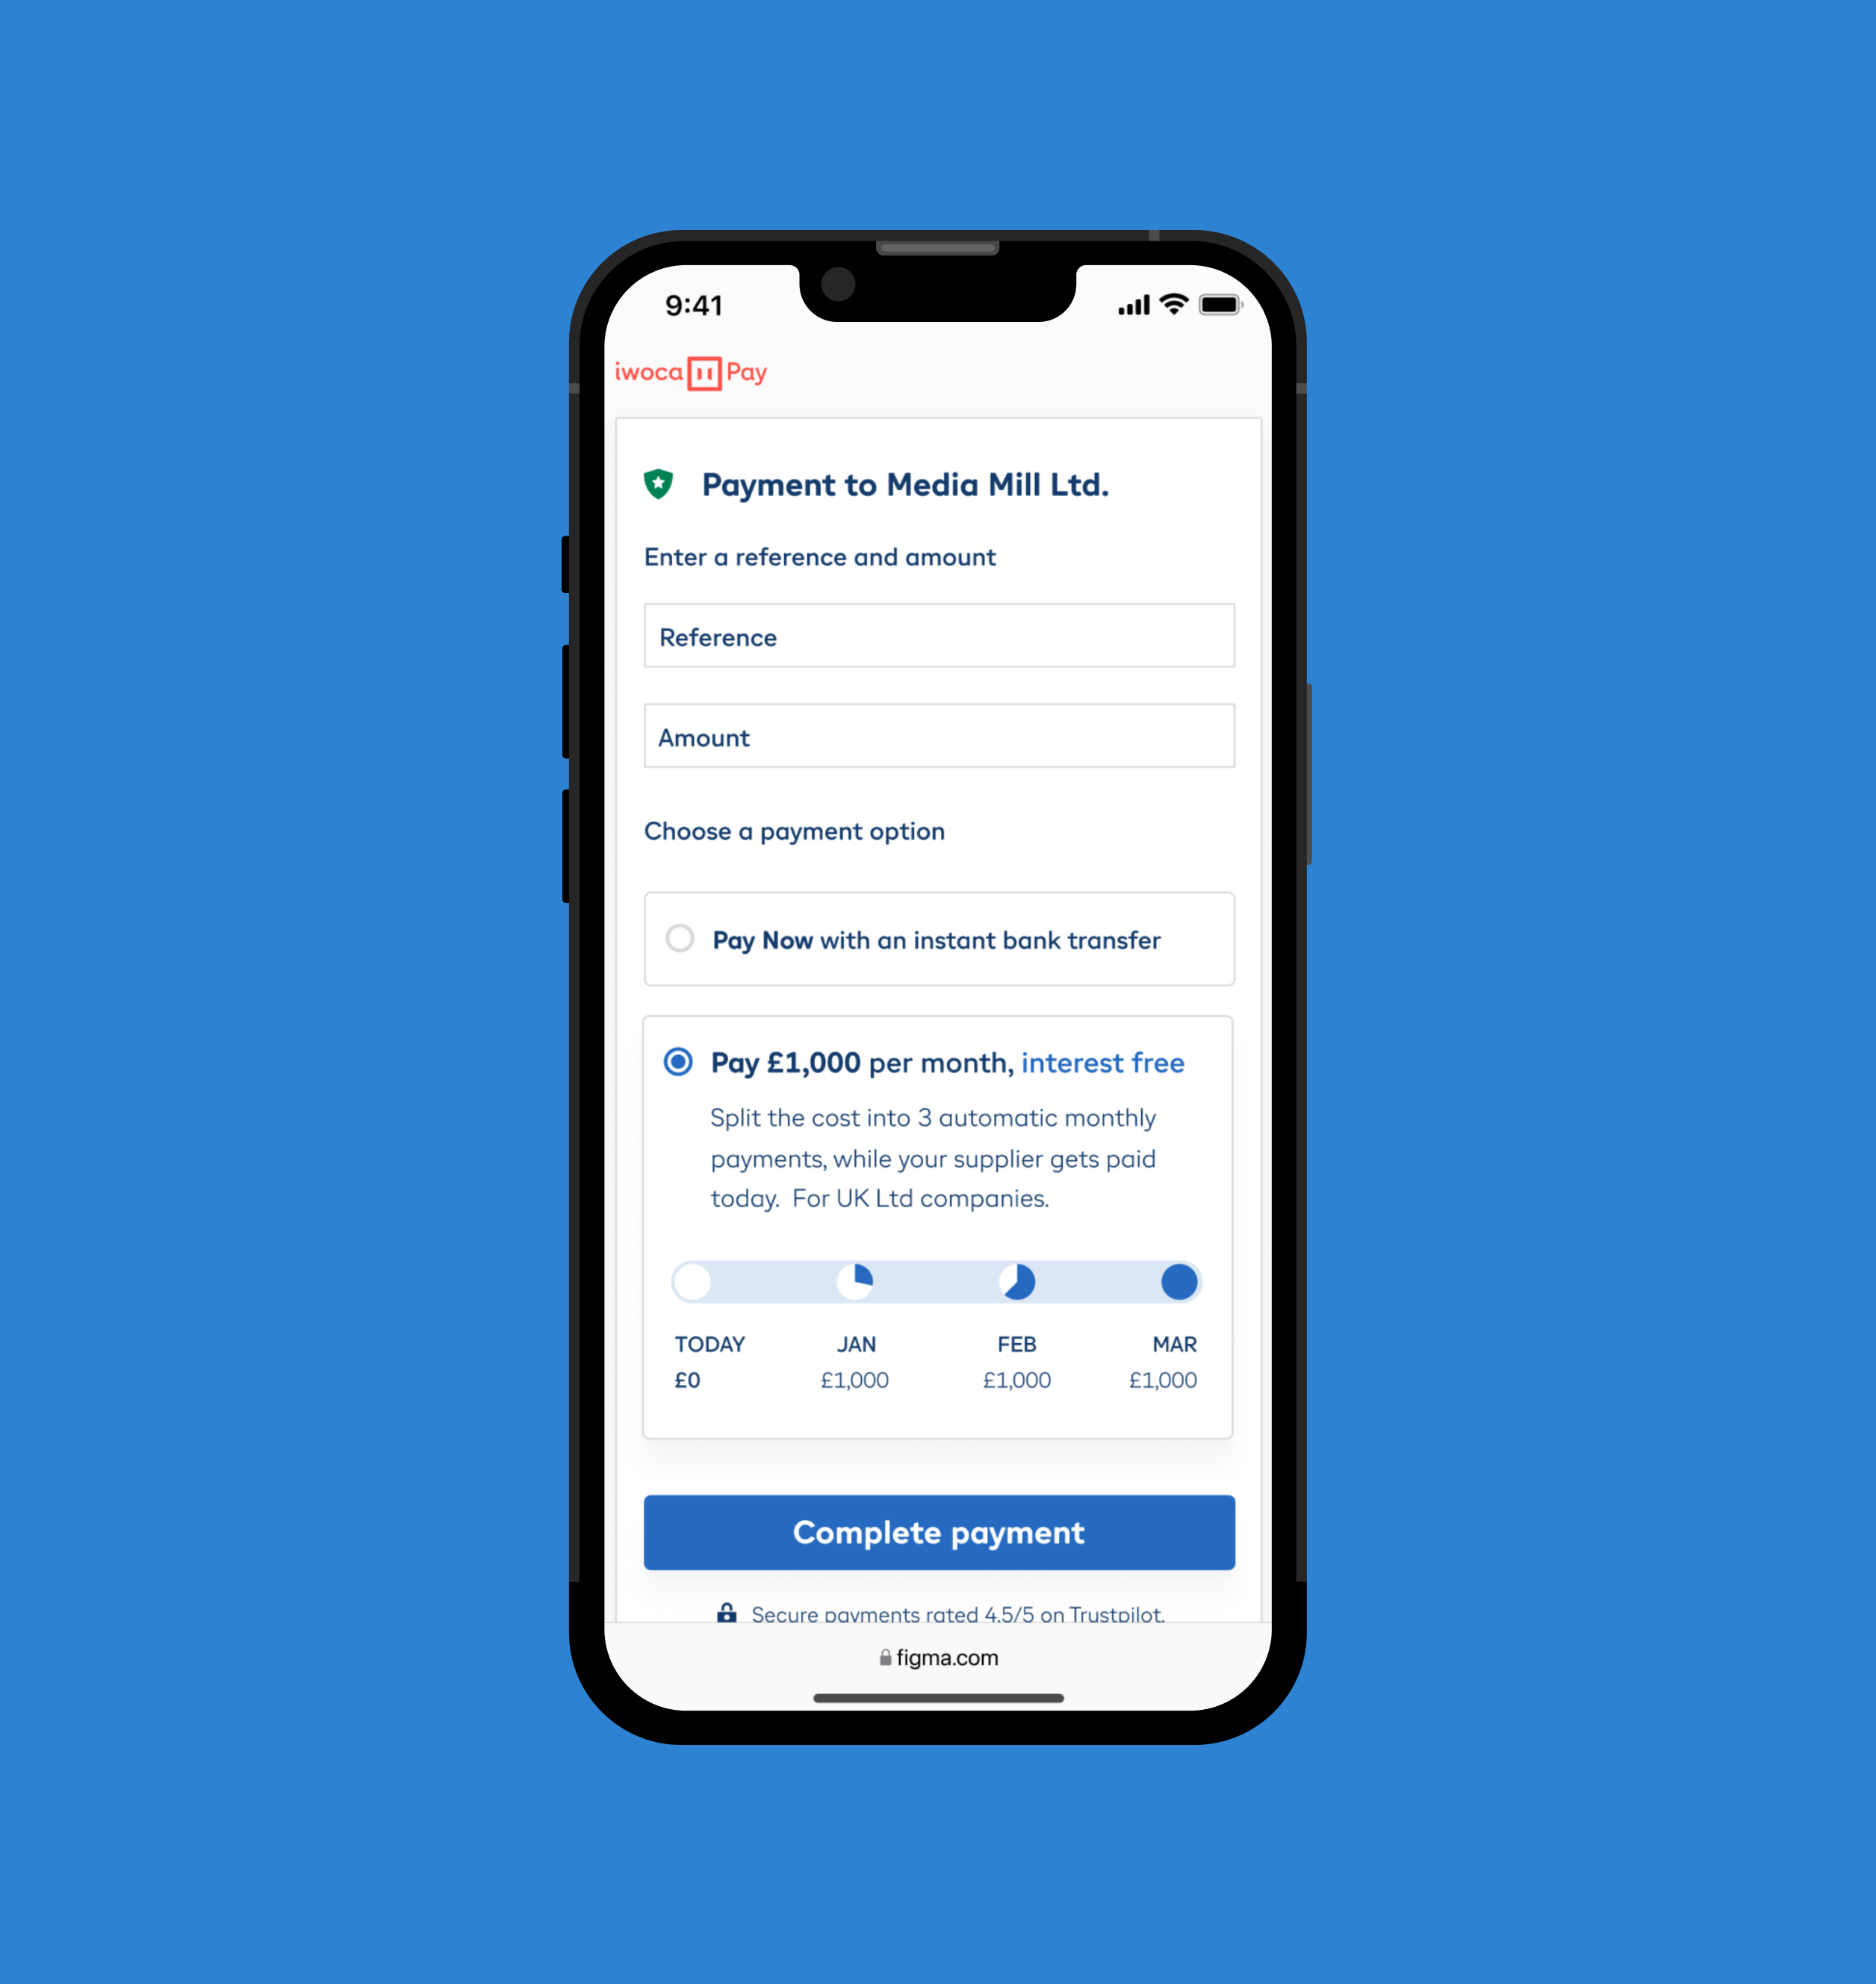 9:41
iwoca Pay
Payment to Media Mill Ltd.
Enter a reference and amount
Reference
Amount
Choose a payment option
Pay Now with an instant bank transfer
Pay £1,000 per month, interest free
Split the cost into 3 automatic monthly
payments, while your supplier gets paid
today. For UK Ltd companies.
TODAY JAN FEB MAR
£0 £1,000 £1,000 £1,000
Complete payment
Secure payments rated 4.5/5 on Trustpilot.
figma.com